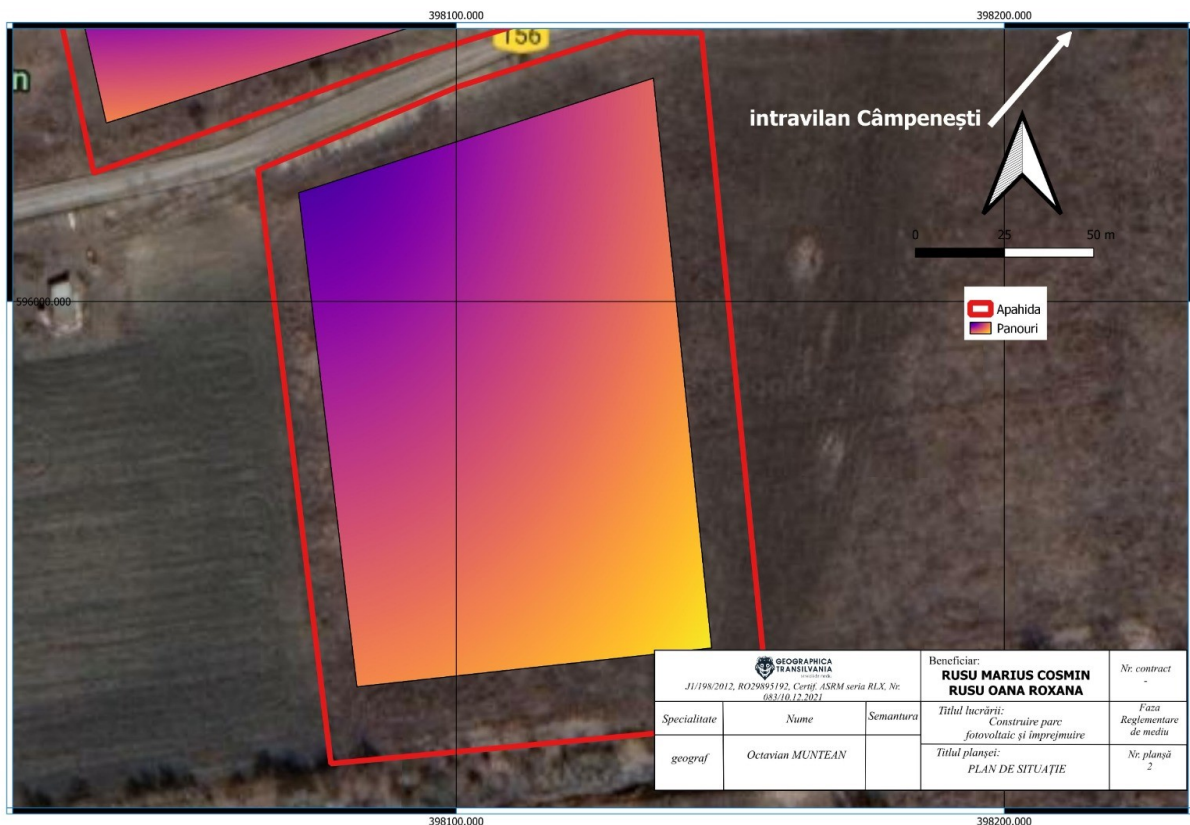 398100.000
398200.000
156
n
intravilan Câmpenești
0 25 50 m
596000.000
Apahida
Panouri
GEOGRAPHICA
TRANSILVANIA
J1/198/2012, RO29895192, Certif. ASRM seria RLX, Nr.
083/10.12.2021
Specialitate
Nume
Semantura
geograf
Octavian MUNTEAN
Beneficiar:
RUSU MARIUS COSMIN
RUSU OANA ROXANA
Nr. contract
-
Titlul lucrării:
Construire parc
fotovoltaic și împrejmuire
Faza
Reglementare
de mediu
Titlul planșei:
PLAN DE SITUAȚIE
Nr. planșă
2
398100.000
398200.000